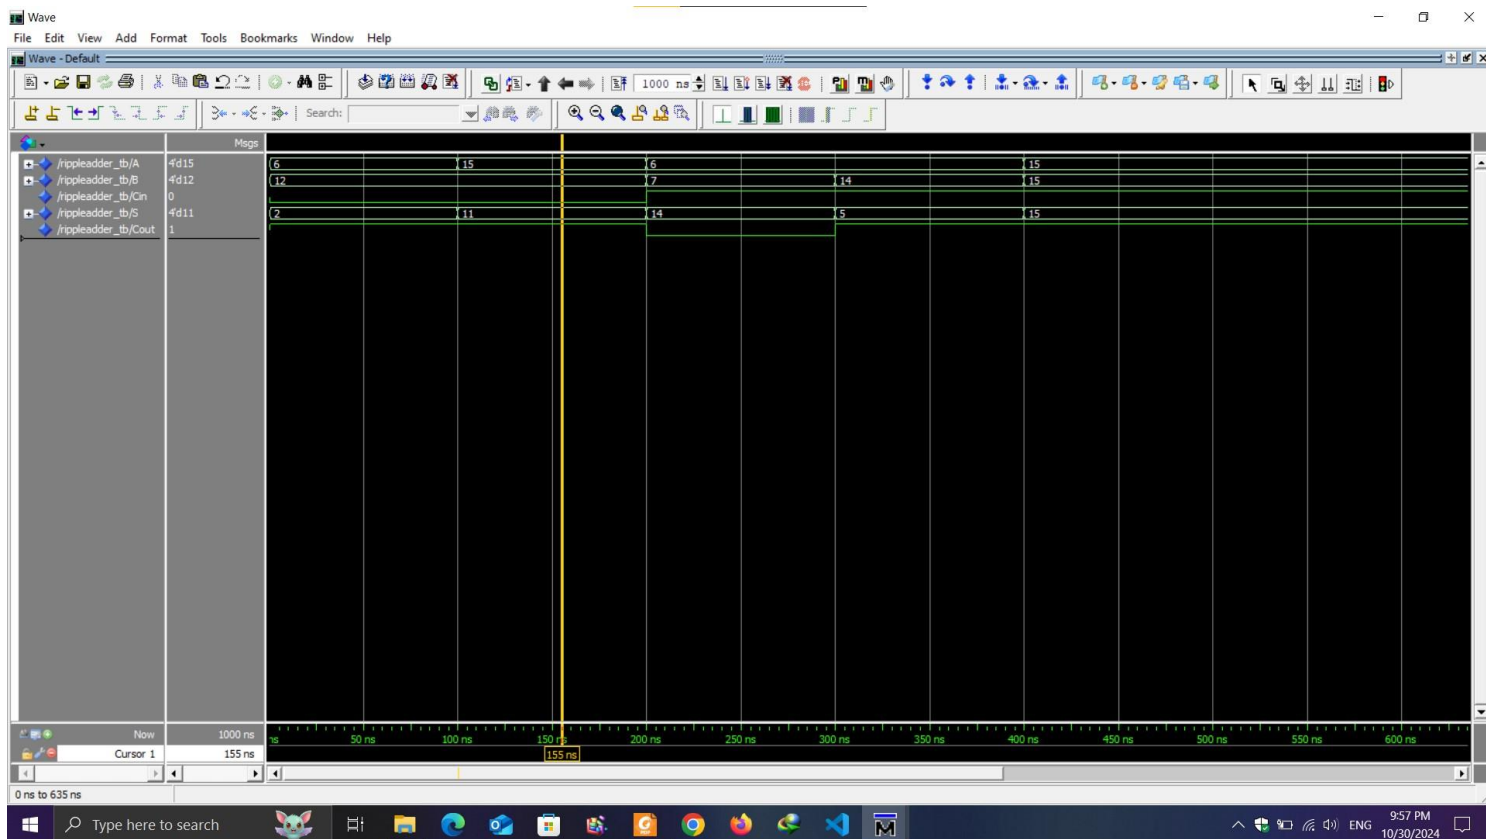 Wave
File Edit View Add Format Tools Bookmarks Window Help
Wave - Default
1000 ns
Search:
Msgs
/rippleadder_tb/A 4'd15 6 15 6 15
/rippleadder_tb/B 4'd12 12 7 14 15
/rippleadder_tb/Cin 0
/rippleadder_tb/S 4'd11 2 11 14 5 15
/rippleadder_tb/Cout 1
Now 1000 ns ns 50 ns 100 ns 150 ns 200 ns 250 ns 300 ns 350 ns 400 ns 450 ns 500 ns 550 ns 600 ns
Cursor 1 155 ns 155 ns
0 ns to 635 ns
Type here to search ENG 9:57 PM
10/30/2024